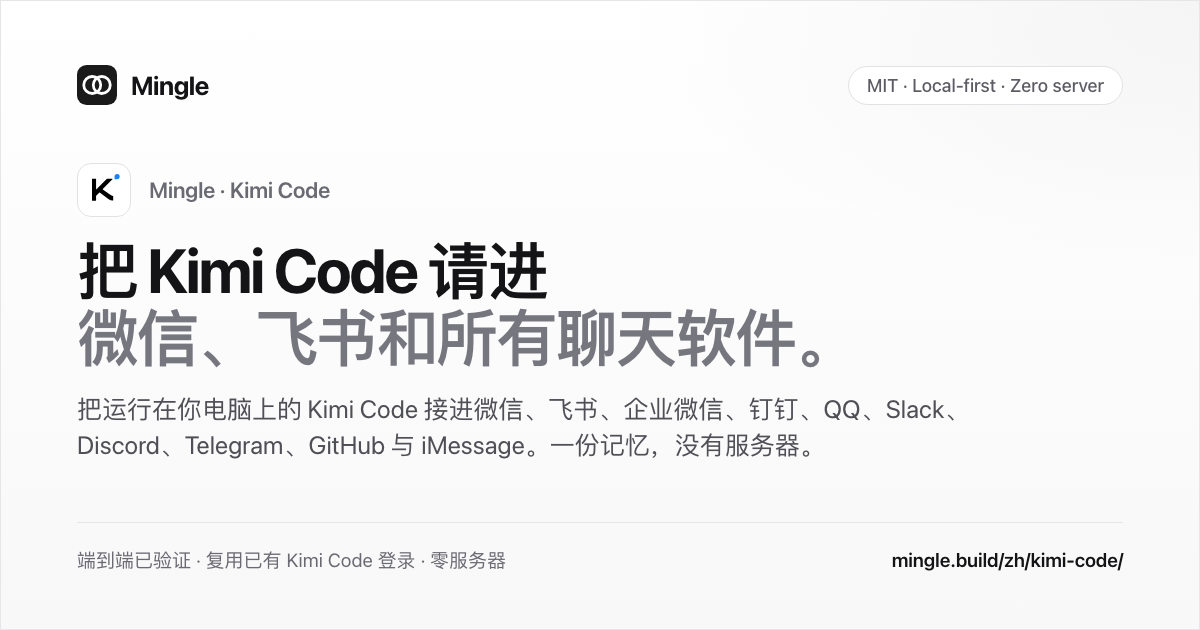 Mingle
MIT · Local-first · Zero server
K
Mingle · Kimi Code
把 Kimi Code 请进
微信、飞书和所有聊天软件。
把运行在你电脑上的 Kimi Code 接进微信、飞书、企业微信、钉钉、QQ、Slack、
Discord、Telegram、GitHub 与 iMessage。一份记忆，没有服务器。
端到端已验证 · 复用已有 Kimi Code 登录 · 零服务器
mingle.build/zh/kimi-code/